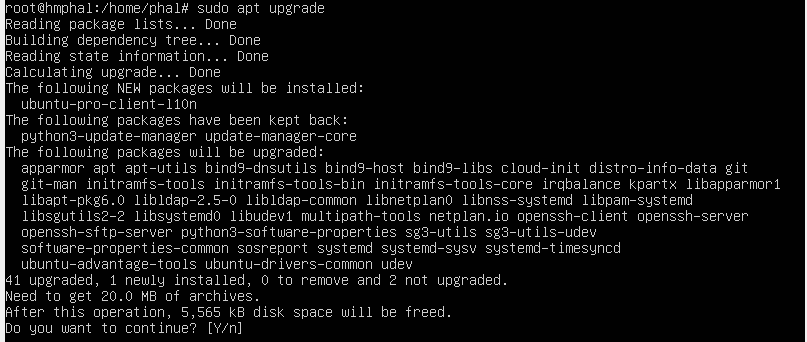 root@hmphal:/home/phal# sudo apt upgrade
Reading package lists... Done
Building dependency tree... Done
Reading state information... Done
Calculating upgrade... Done
The following NEW packages will be installed:
  ubuntu-pro-client-l10n
The following packages have been kept back:
  python3-update-manager update-manager-core
The following packages will be upgraded:
  apparmor apt apt-utils bind9-dnsutils bind9-host bind9-libs cloud-init distro-info-data git
  git-man initramfs-tools initramfs-tools-bin initramfs-tools-core irqbalance kpartx libapparmor1
  libapt-pkg6.0 libldap-2.5-0 libldap-common libnetplan0 libnss-systemd libpam-systemd
  libsgutils2-2 libsystemd0 libudev1 multipath-tools netplan.io openssh-client openssh-server
  openssh-sftp-server python3-software-properties sg3-utils sg3-utils-udev
  software-properties-common sosreport systemd systemd-sysv systemd-timesyncd
  ubuntu-advantage-tools ubuntu-drivers-common udev
41 upgraded, 1 newly installed, 0 to remove and 2 not upgraded.
Need to get 20.0 MB of archives.
After this operation, 5,565 kB disk space will be freed.
Do you want to continue? [Y/n]